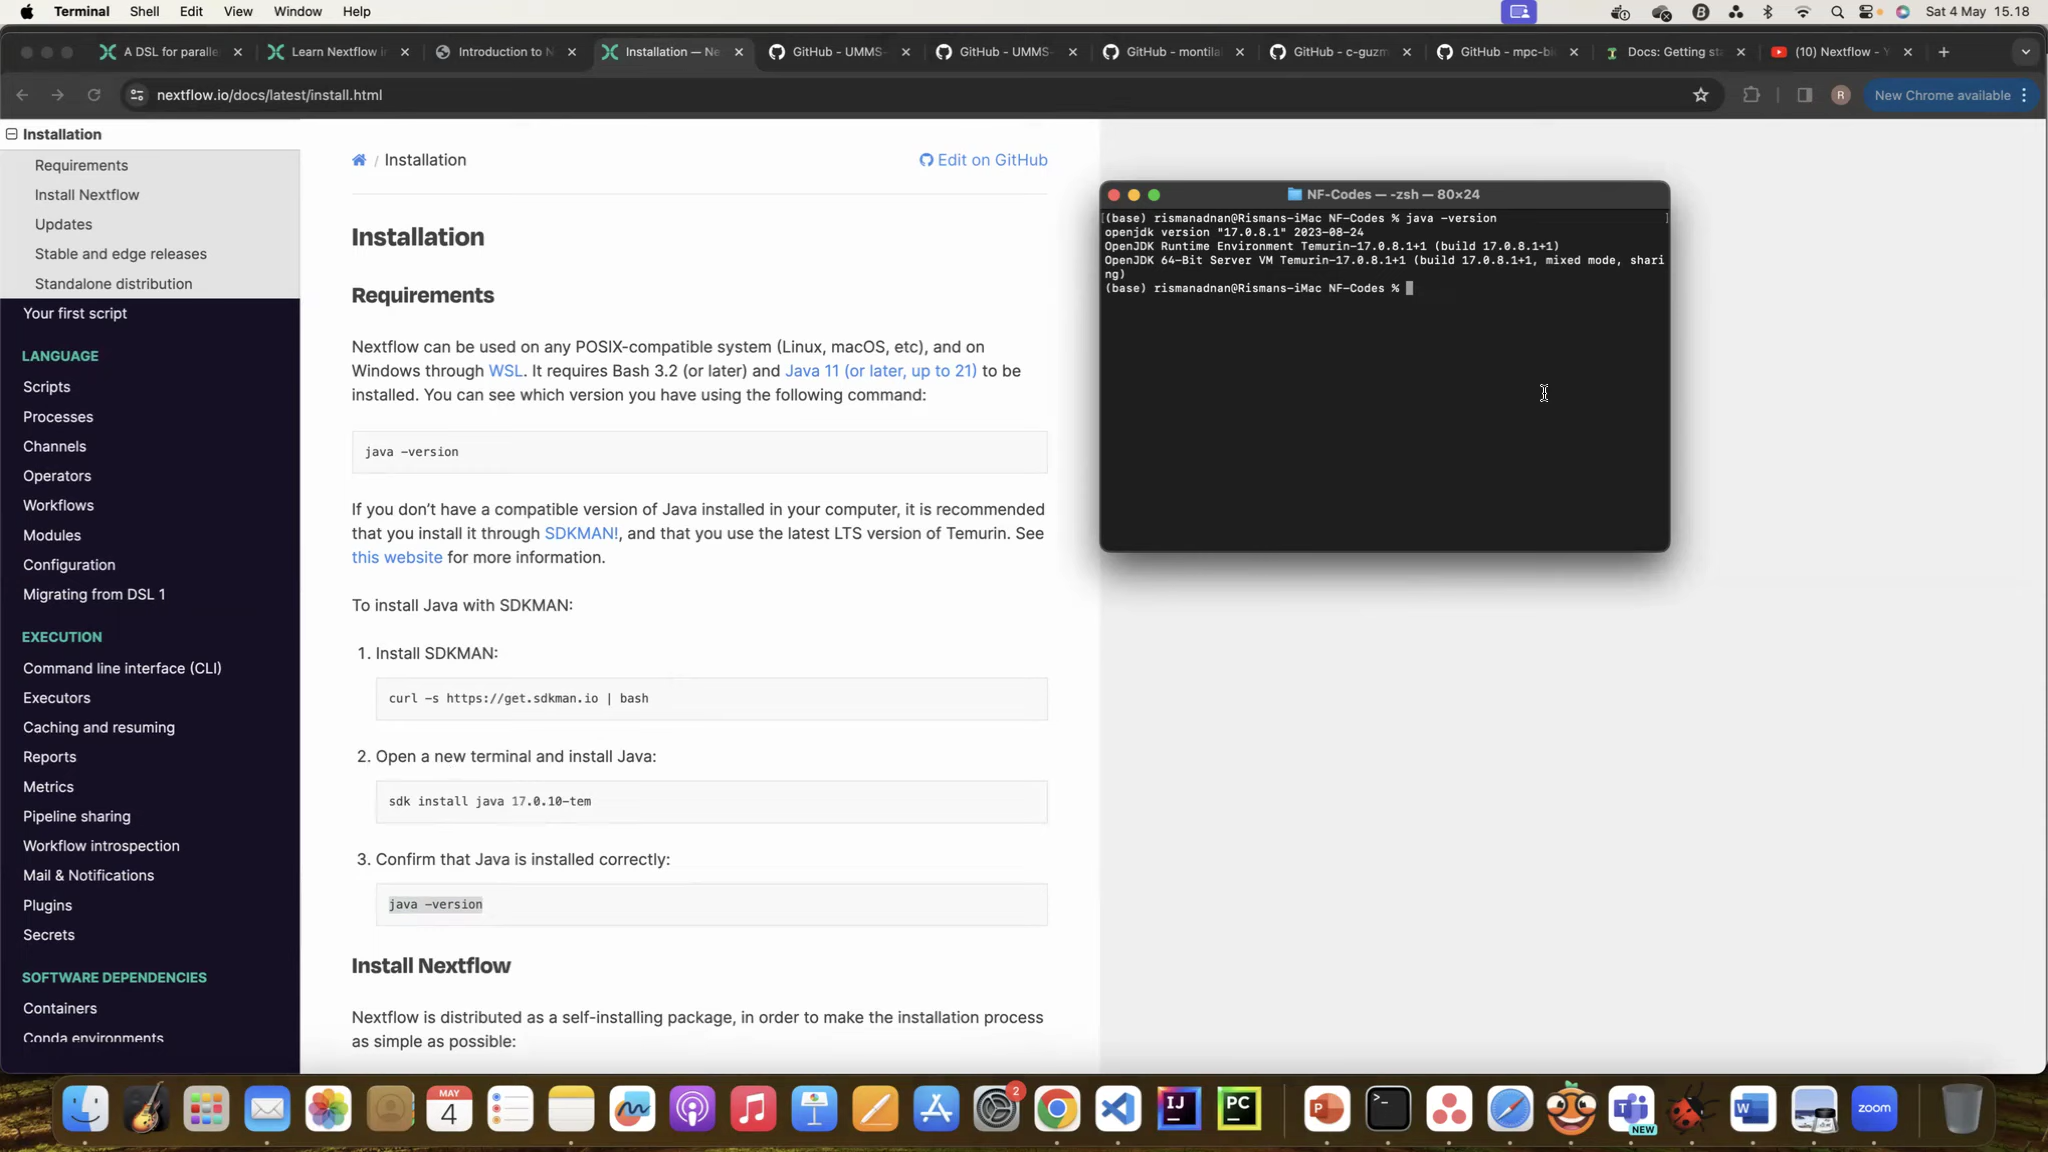 Terminal Shell Edit View Window Help Sat 4 May 15.18
A DSL for paralle
Learn Nextflow i
Introduction to N
Installation — Ne
GitHub - UMMS-
GitHub - UMMS-
GitHub - montila
GitHub - c-guzm
GitHub - mpc-bi
Docs: Getting sta
(10) Nextflow - Y
nextflow.io/docs/latest/install.html
R
New Chrome available
Installation
Requirements
Install Nextflow
Updates
Stable and edge releases
Standalone distribution
Your first script
LANGUAGE
Scripts
Processes
Channels
Operators
Workflows
Modules
Configuration
Migrating from DSL 1
EXECUTION
Command line interface (CLI)
Executors
Caching and resuming
Reports
Metrics
Pipeline sharing
Workflow introspection
Mail & Notifications
Plugins
Secrets
SOFTWARE DEPENDENCIES
Containers
Conda environments
/ Installation
Edit on GitHub
Installation
Requirements
Nextflow can be used on any POSIX-compatible system (Linux, macOS, etc), and on
Windows through WSL. It requires Bash 3.2 (or later) and Java 11 (or later, up to 21) to be
installed. You can see which version you have using the following command:
java -version
If you don’t have a compatible version of Java installed in your computer, it is recommended
that you install it through SDKMAN!, and that you use the latest LTS version of Temurin. See
this website for more information.
To install Java with SDKMAN:
1. Install SDKMAN:
curl -s https://get.sdkman.io | bash
2. Open a new terminal and install Java:
sdk install java 17.0.10-tem
3. Confirm that Java is installed correctly:
java -version
Install Nextflow
Nextflow is distributed as a self-installing package, in order to make the installation process
as simple as possible:
NF-Codes — -zsh — 80×24
[(base) rismanadnan@Rismans-iMac NF-Codes % java -version ]
openjdk version "17.0.8.1" 2023-08-24
OpenJDK Runtime Environment Temurin-17.0.8.1+1 (build 17.0.8.1+1)
OpenJDK 64-Bit Server VM Temurin-17.0.8.1+1 (build 17.0.8.1+1, mixed mode, shari
ng)
(base) rismanadnan@Rismans-iMac NF-Codes %
MAY
4
2
IJ
PC
P
>_
T
NEW
W
zoom